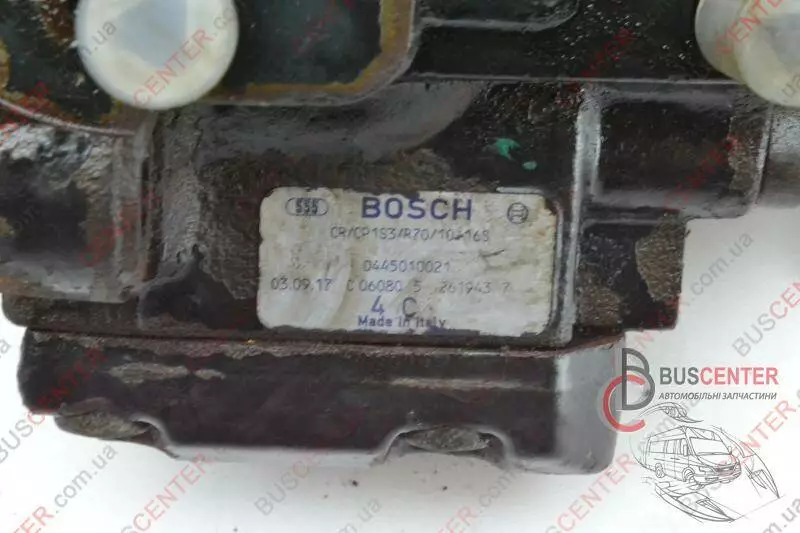 555 BOSCH
CR/CP1S3/R70/10-16S
0445010021
03.09.17 C 06080 5 261943 7
4 C
Made in Italy
BUSCENTER
АВТОМОБІЛЬНІ ЗАПЧАСТИНИ
BUSCENTER.com.ua